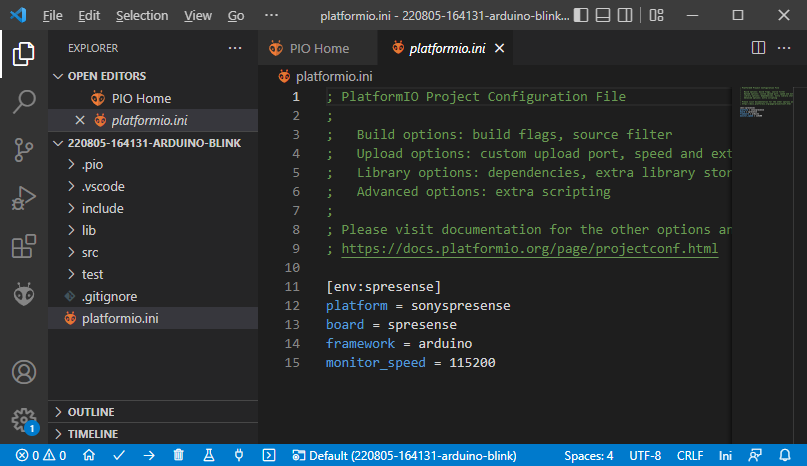 File Edit Selection View Go ··· platformio.ini - 220805-164131-arduino-blink...
EXPLORER ···
PIO Home
platformio.ini
OPEN EDITORS
PIO Home
platformio.ini
220805-164131-ARDUINO-BLINK
.pio
.vscode
include
lib
src
test
.gitignore
platformio.ini
OUTLINE
TIMELINE
1
platformio.ini
1 ; PlatformIO Project Configuration File
2 ;
3 ;   Build options: build flags, source filter
4 ;   Upload options: custom upload port, speed and ext
5 ;   Library options: dependencies, extra library stor
6 ;   Advanced options: extra scripting
7 ;
8 ; Please visit documentation for the other options an
9 ; https://docs.platformio.org/page/projectconf.html
10
11 [env:spresense]
12 platform = sonyspresense
13 board = spresense
14 framework = arduino
15 monitor_speed = 115200
0 0 Default (220805-164131-arduino-blink) Spaces: 4 UTF-8 CRLF Ini